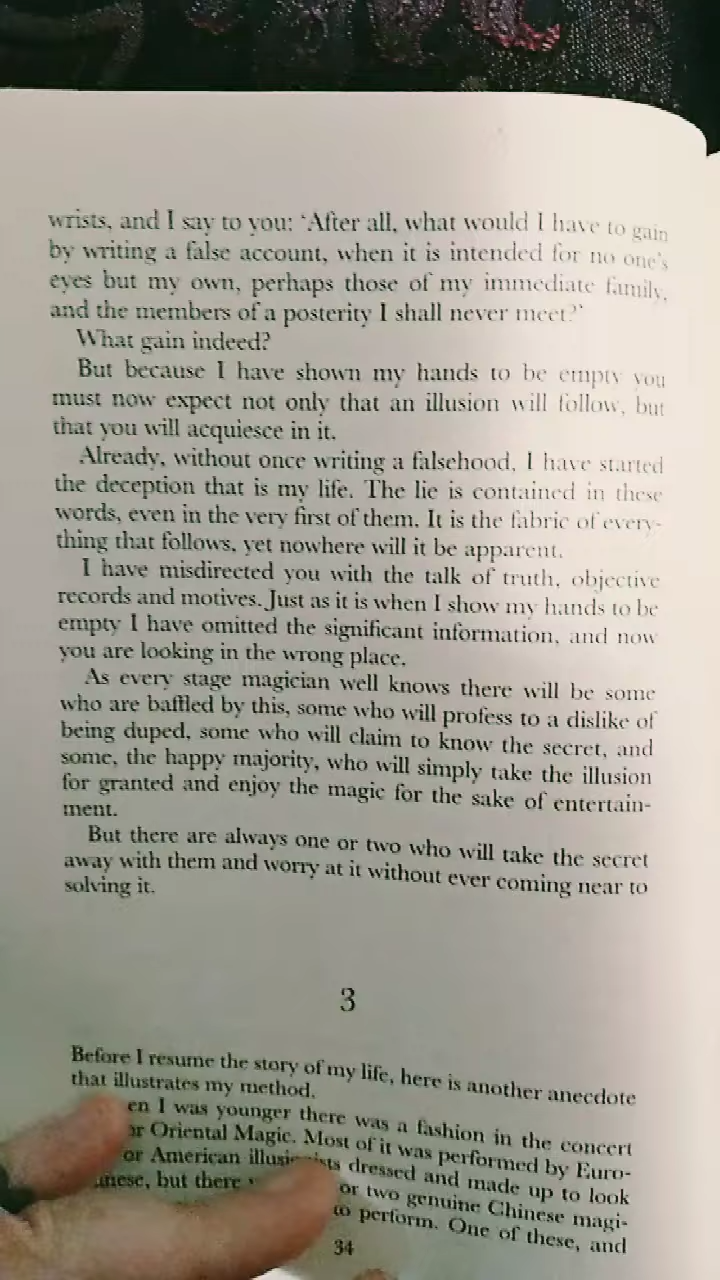 wrists, and I say to you: ‘After all, what would I have to gain
by writing a false account, when it is intended for no one's
eyes but my own, perhaps those of my immediate family,
and the members of a posterity I shall never meet?’
What gain indeed?
But because I have shown my hands to be empty you
must now expect not only that an illusion will follow, but
that you will acquiesce in it.
Already, without once writing a falsehood, I have started
the deception that is my life. The lie is contained in these
words, even in the very first of them. It is the fabric of every-
thing that follows, yet nowhere will it be apparent.
I have misdirected you with the talk of truth, objective
records and motives. Just as it is when I show my hands to be
empty I have omitted the significant information, and now
you are looking in the wrong place.
As every stage magician well knows there will be some
who are baffled by this, some who will profess to a dislike of
being duped, some who will claim to know the secret, and
some, the happy majority, who will simply take the illusion
for granted and enjoy the magic for the sake of entertain-
ment.
But there are always one or two who will take the secret
away with them and worry at it without ever coming near to
solving it.
3
Before I resume the story of my life, here is another anecdote
that illustrates my method.
en I was younger there was a fashion in the concert
Oriental Magic. Most of it was performed by Euro-
or American illusionists dressed and made up to look
but there or two genuine Chinese magi-
to perform. One of these, and
34